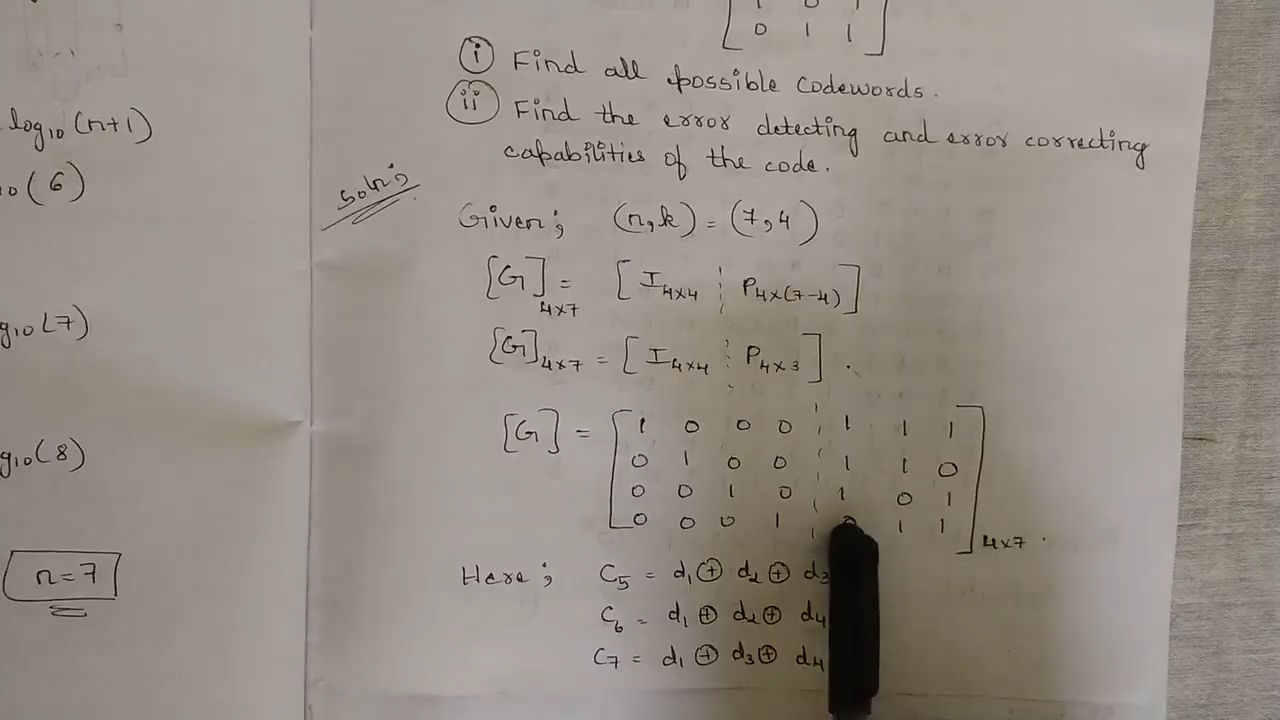 0 1 1
i Find all possible codewords.
ii Find the error detecting and error correcting
capabilities of the code.
Soln;
Given; (n,k) = (7,4)
[G]4x7 = [ I4x4 ⋮ P4x(7-4) ]
[G]4x7 = [ I4x4 ⋮ P4x3 ].
[G] = [ 1 0 0 0 ⋮ 1 1 1
0 1 0 0 ⋮ 1 1 0
0 0 1 0 ⋮ 1 0 1
0 0 0 1 ⋮ 0 1 1 ]4x7.
Here; C5 = d1 ⊕ d2 ⊕ d3
C6 = d1 ⊕ d2 ⊕ d4
C7 = d1 ⊕ d3 ⊕ d4
log10(n+1)
(6)
(7)
(8)
n=7